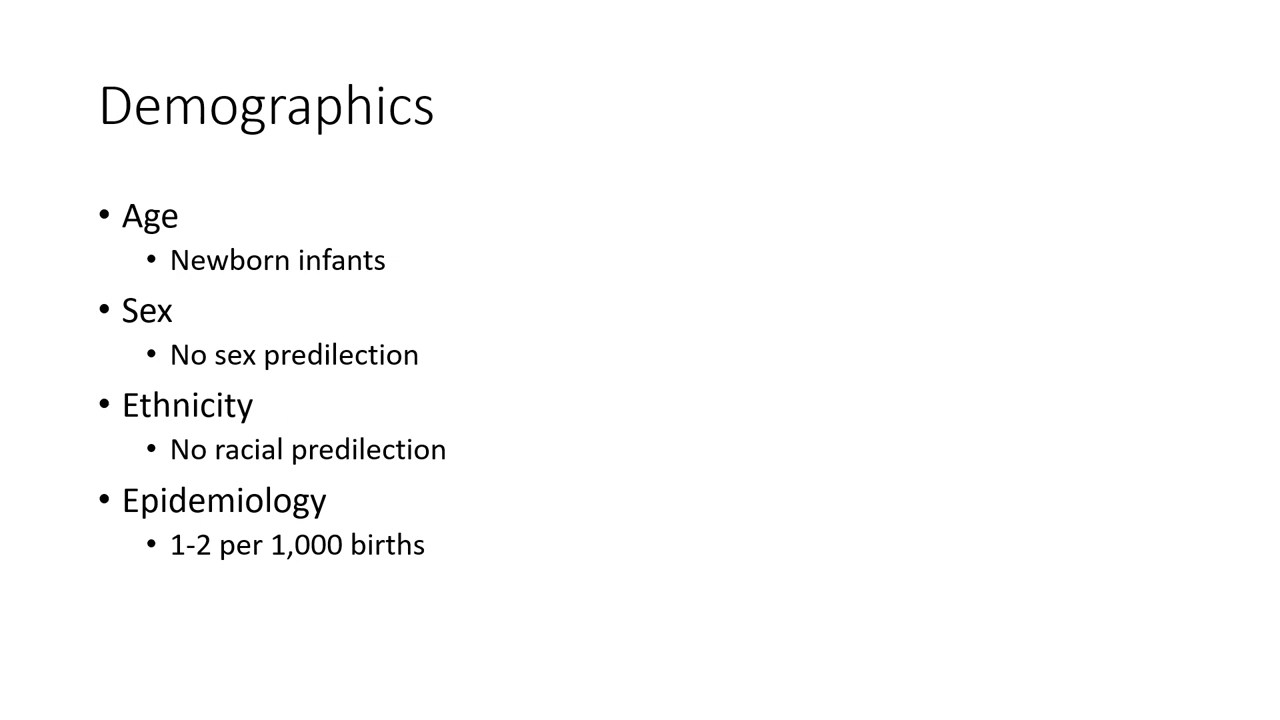 Demographics
• Age
• Newborn infants
• Sex
• No sex predilection
• Ethnicity
• No racial predilection
• Epidemiology
• 1-2 per 1,000 births